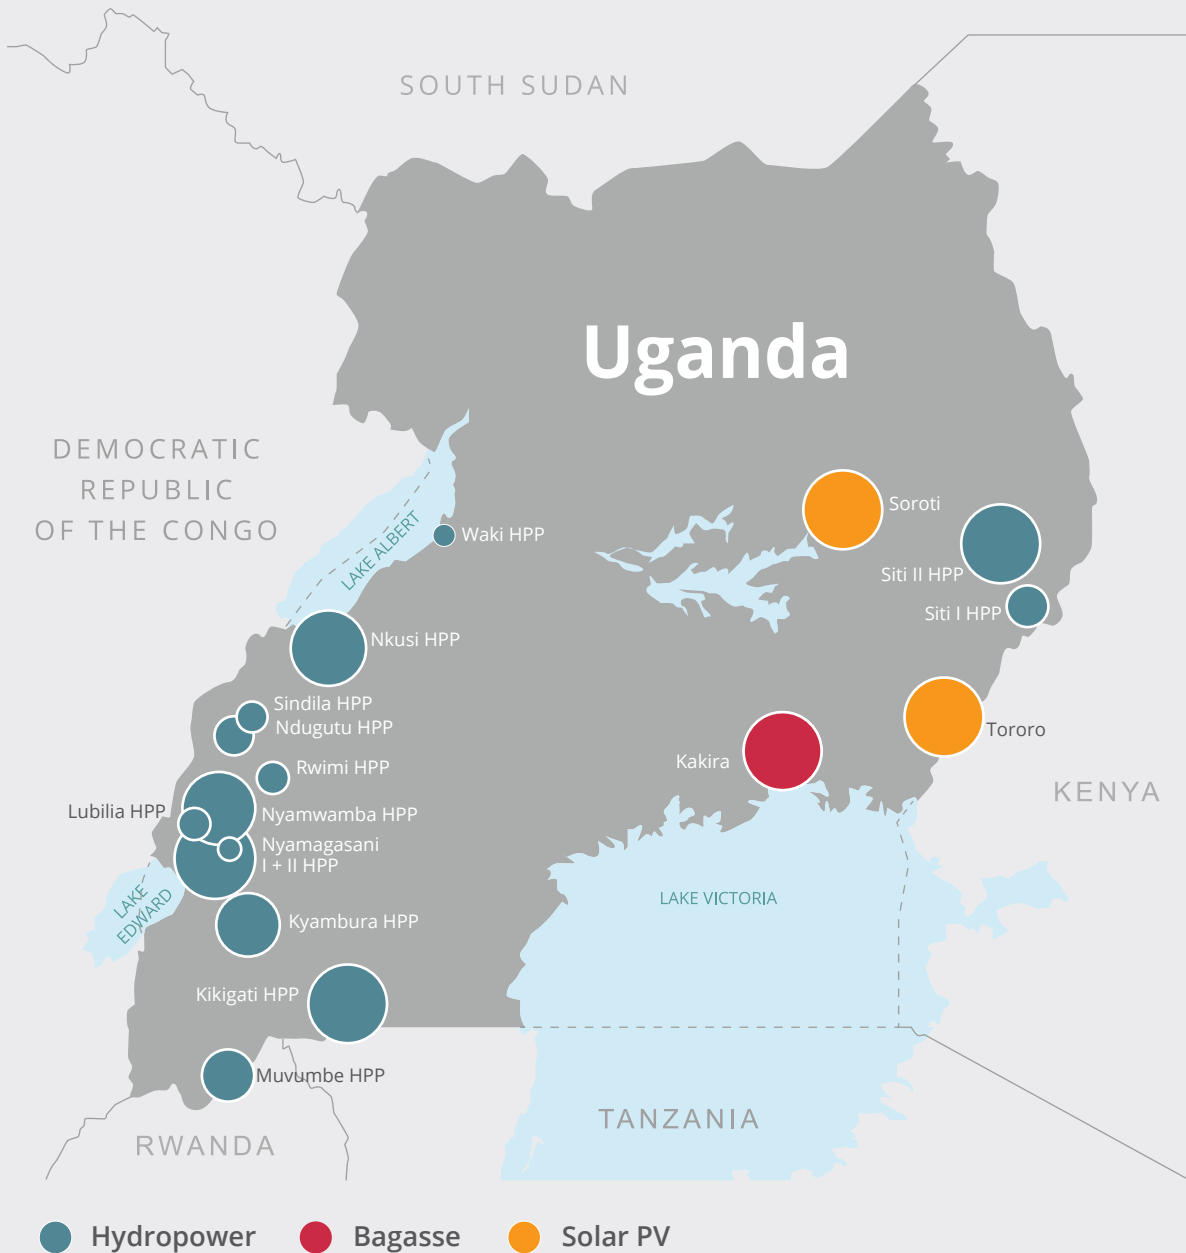 SOUTH SUDAN
Uganda
DEMOCRATIC
REPUBLIC
OF THE CONGO
LAKE ALBERT
Waki HPP
Soroti
Siti II HPP
Siti I HPP
Nkusi HPP
Sindila HPP
Ndugutu HPP
Tororo
Kakira
Rwimi HPP
KENYA
Lubilia HPP
Nyamwamba HPP
Nyamagasani
I + II HPP
LAKE
EDWARD
LAKE VICTORIA
Kyambura HPP
Kikigati HPP
Muvumbe HPP
TANZANIA
RWANDA
Hydropower
Bagasse
Solar PV